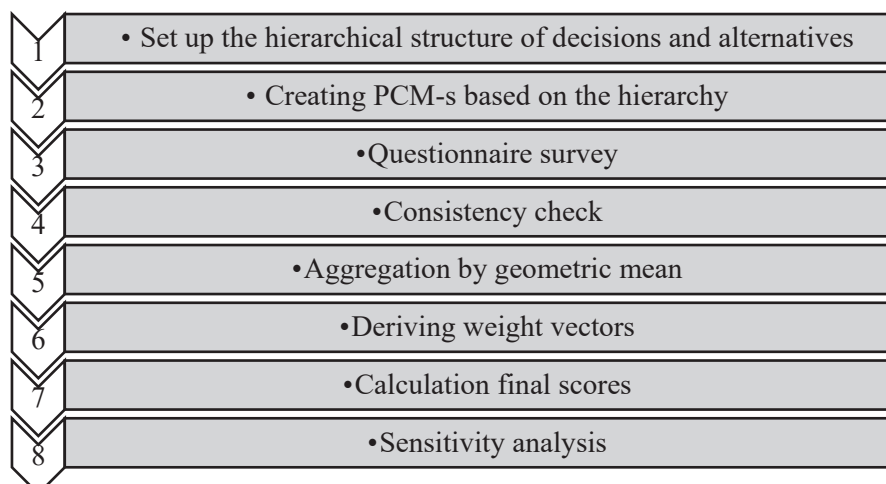 1 • Set up the hierarchical structure of decisions and alternatives
2 • Creating PCM-s based on the hierarchy
3 •Questionnaire survey
4 •Consistency check
5 •Aggregation by geometric mean
6 •Deriving weight vectors
7 •Calculation final scores
8 •Sensitivity analysis